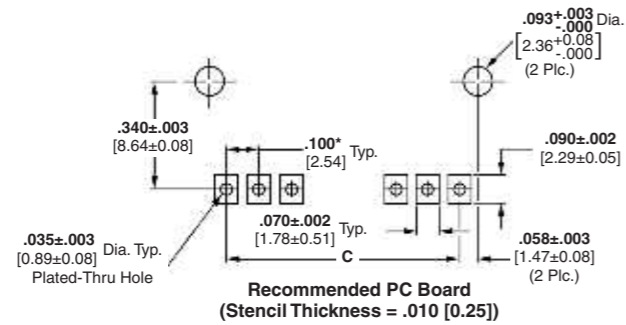 .093+.003 Dia.
-.000
[2.36+0.08
-.000]
(2 Plc.)
.340±.003
[8.64±0.08]
.100* Typ.
[2.54]
.090±.002
[2.29±0.05]
.070±.002 Typ.
[1.78±0.51]
.035±.003 Dia. Typ.
[0.89±0.08]
Plated-Thru Hole
C
.058±.003
[1.47±0.08]
(2 Plc.)
Recommended PC Board
(Stencil Thickness = .010 [0.25])